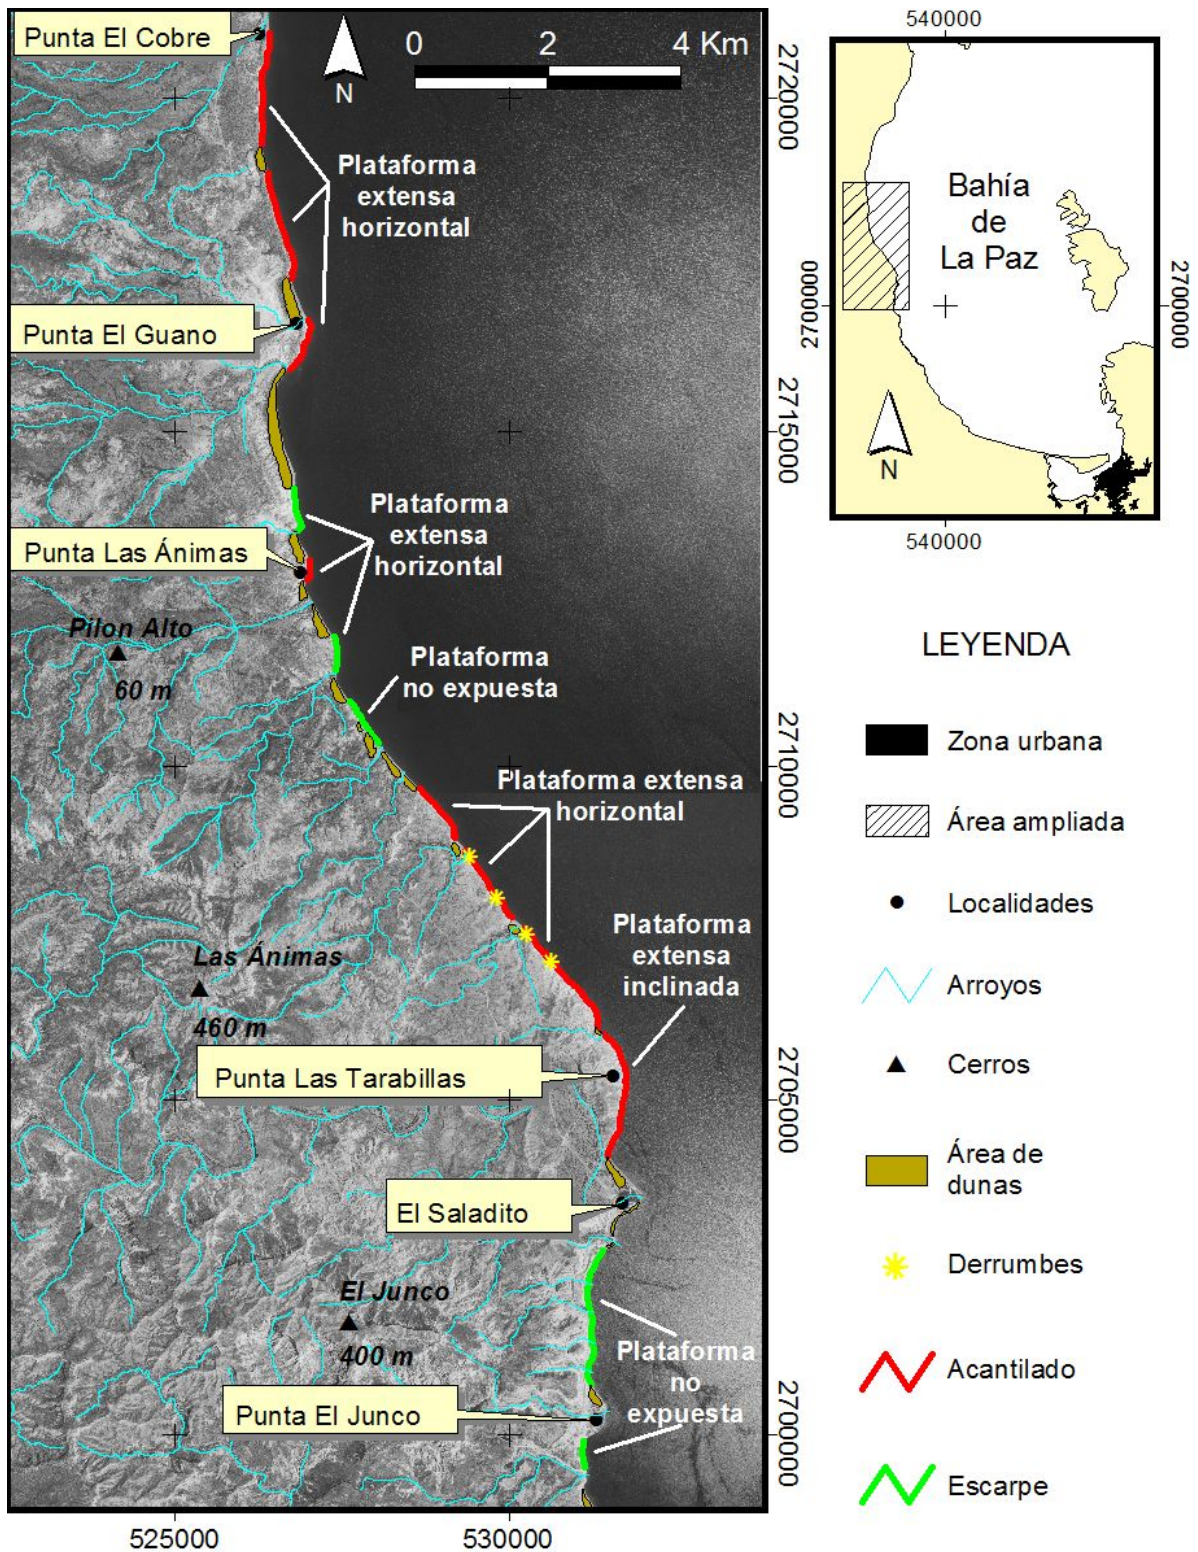 Punta El Cobre
N
0 2 4 Km
Plataforma
extensa
horizontal
Punta El Guano
Plataforma
extensa
horizontal
Punta Las Ánimas
Pilon Alto
60 m
Plataforma
no expuesta
Plataforma extensa
horizontal
Las Ánimas
460 m
Plataforma
extensa
inclinada
Punta Las Tarabillas
El Saladito
El Junco
400 m
Plataforma
no
expuesta
Punta El Junco
525000
530000
2720000
2715000
2710000
2705000
2700000
540000
Bahía
de
La Paz
2700000
2700000
N
540000
LEYENDA
Zona urbana
Área ampliada
Localidades
Arroyos
Cerros
Área de
dunas
Derrumbes
Acantilado
Escarpe